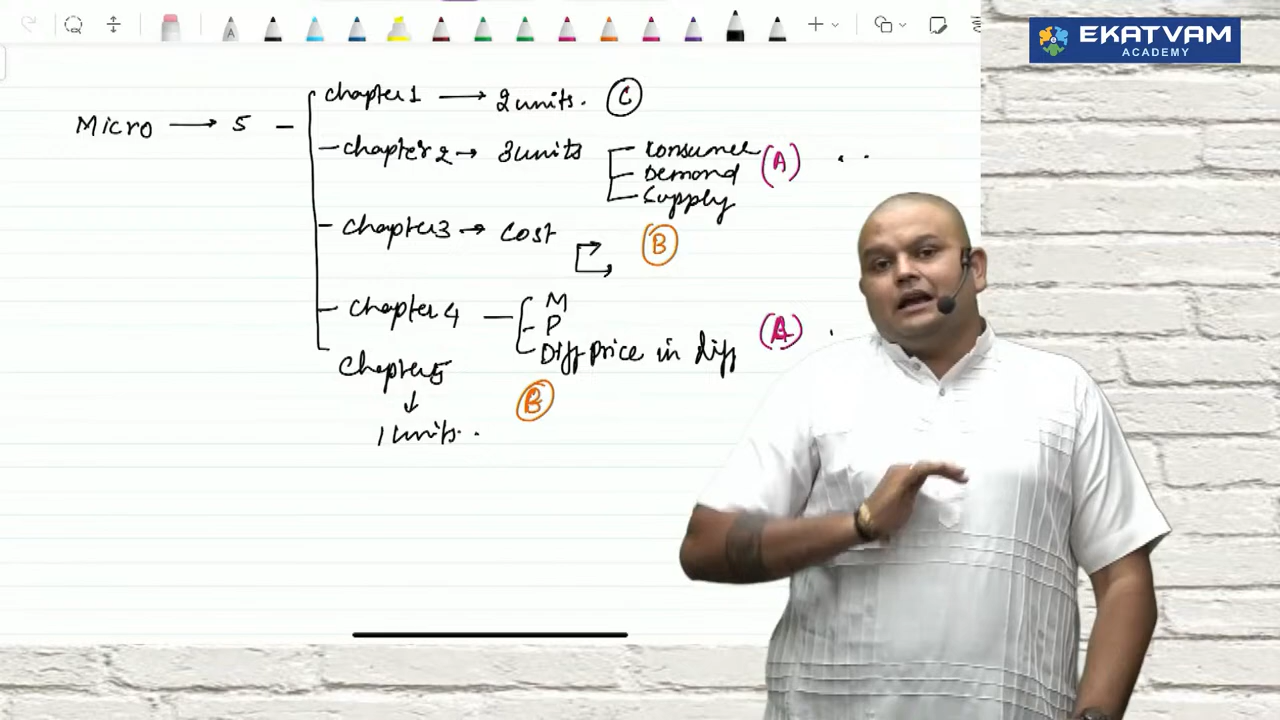 EKATVAM
ACADEMY
Micro → 5 -
Chapter 1 → 2 units. C
- Chapter 2 → 3 units
Consumer
Demand
Supply
(A)
- Chapter 3 → Cost
B
- Chapter 4 -
M
P
Diff price in diff
(A)
Chapter 5
↓
1 units.
B